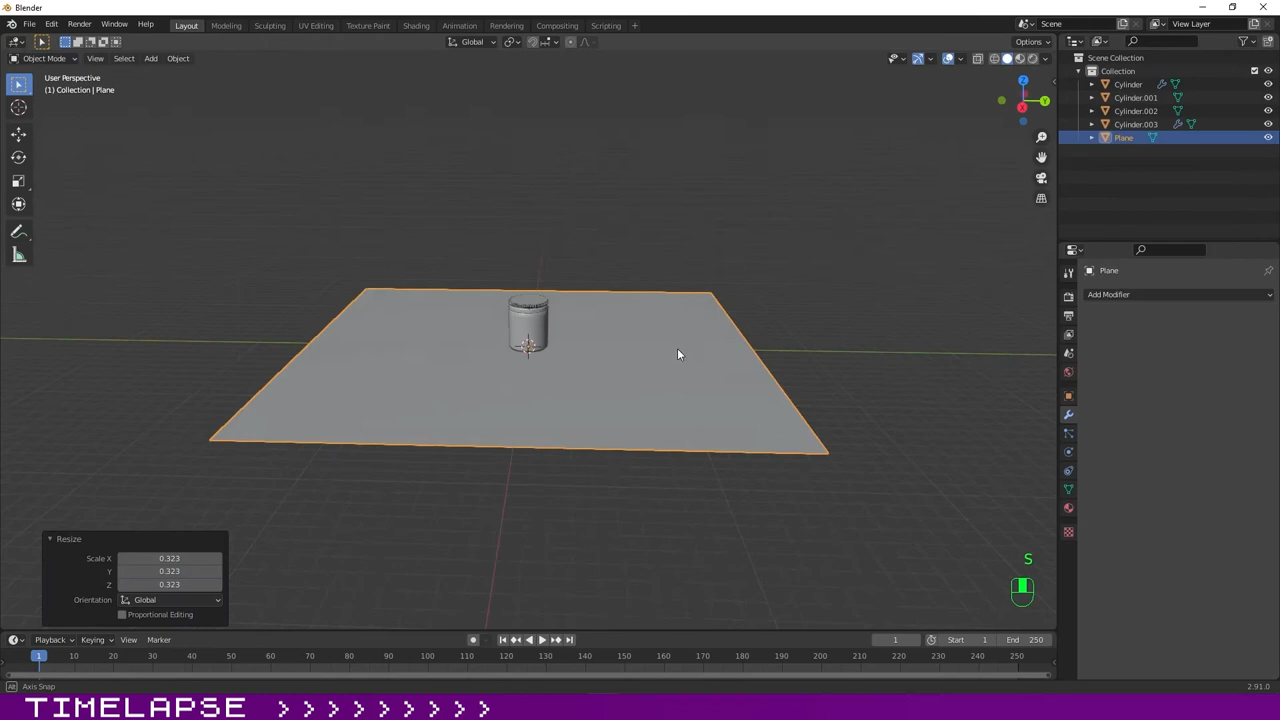 Blender
File Edit Render Window Help Layout Modeling Sculpting UV Editing Texture Paint Shading Animation Rendering Compositing Scripting + Scene View Layer
Global Options
Object Mode View Select Add Object
User Perspective
(1) Collection | Plane
Z
Y
X
Scene Collection
Collection
Cylinder
Cylinder.001
Cylinder.002
Cylinder.003
Plane
Plane
Add Modifier
Resize
Scale X 0.323
Y 0.323
Z 0.323
Orientation Global
Proportional Editing
S
Playback Keying View Marker 1 Start 1 End 250
1 10 20 30 40 50 60 70 80 90 100 110 120 130 140 150 160 170 180 190 200 210 220 230 240 250
Alt Axis Snap 2.91.0
TIMELAPSE > > > > > > > > >